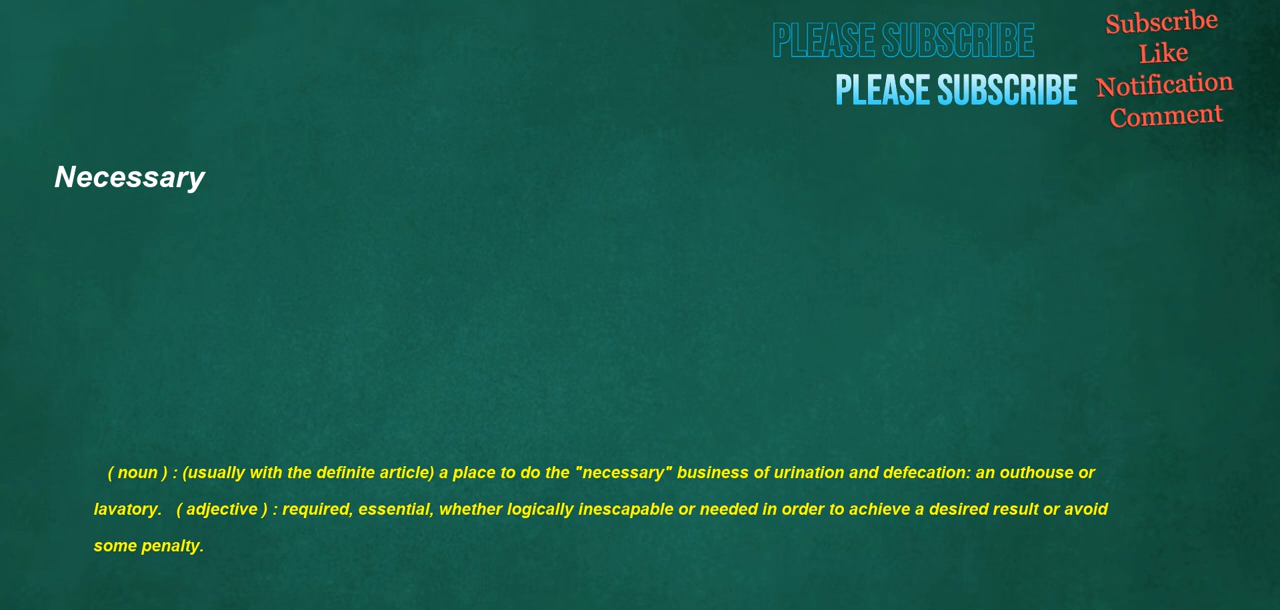 PLEASE SUBSCRIBE
PLEASE SUBSCRIBE
Subscribe
Like
Notification
Comment
Necessary
( noun ) : (usually with the definite article) a place to do the "necessary" business of urination and defecation: an outhouse or
lavatory.   ( adjective ) : required, essential, whether logically inescapable or needed in order to achieve a desired result or avoid
some penalty.